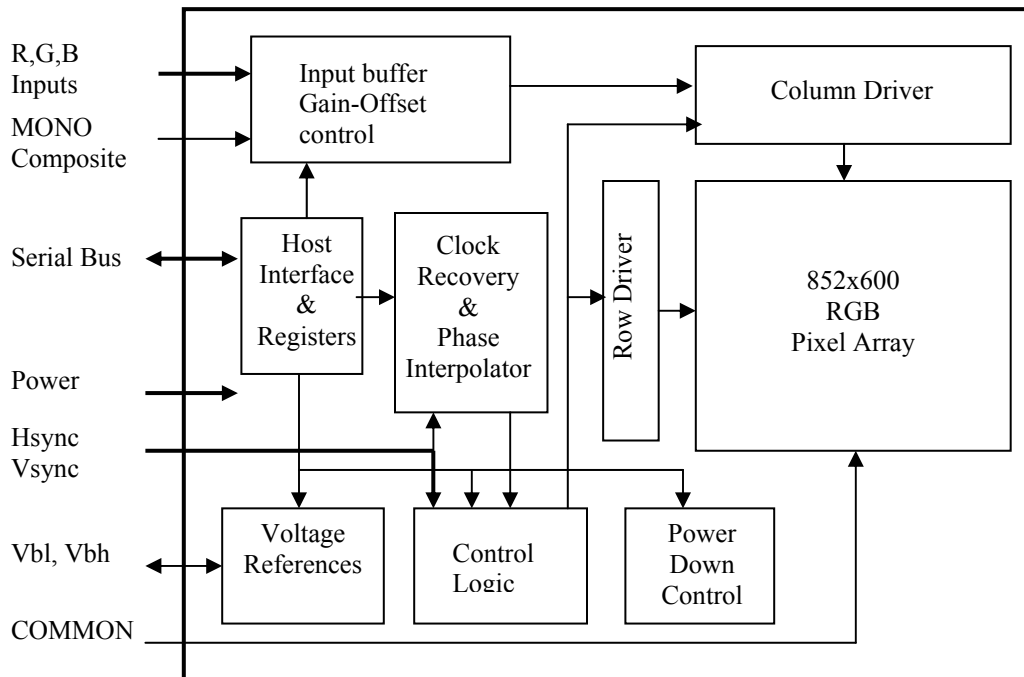 R,G,B
Inputs
MONO
Composite
Input buffer
Gain-Offset
control
Column Driver
Serial Bus
Host
Interface
&
Registers
Clock
Recovery
&
Phase
Interpolator
Row Driver
852x600
RGB
Pixel Array
Power
Hsync
Vsync
Vbl, Vbh
Voltage
References
Control
Logic
Power
Down
Control
COMMON